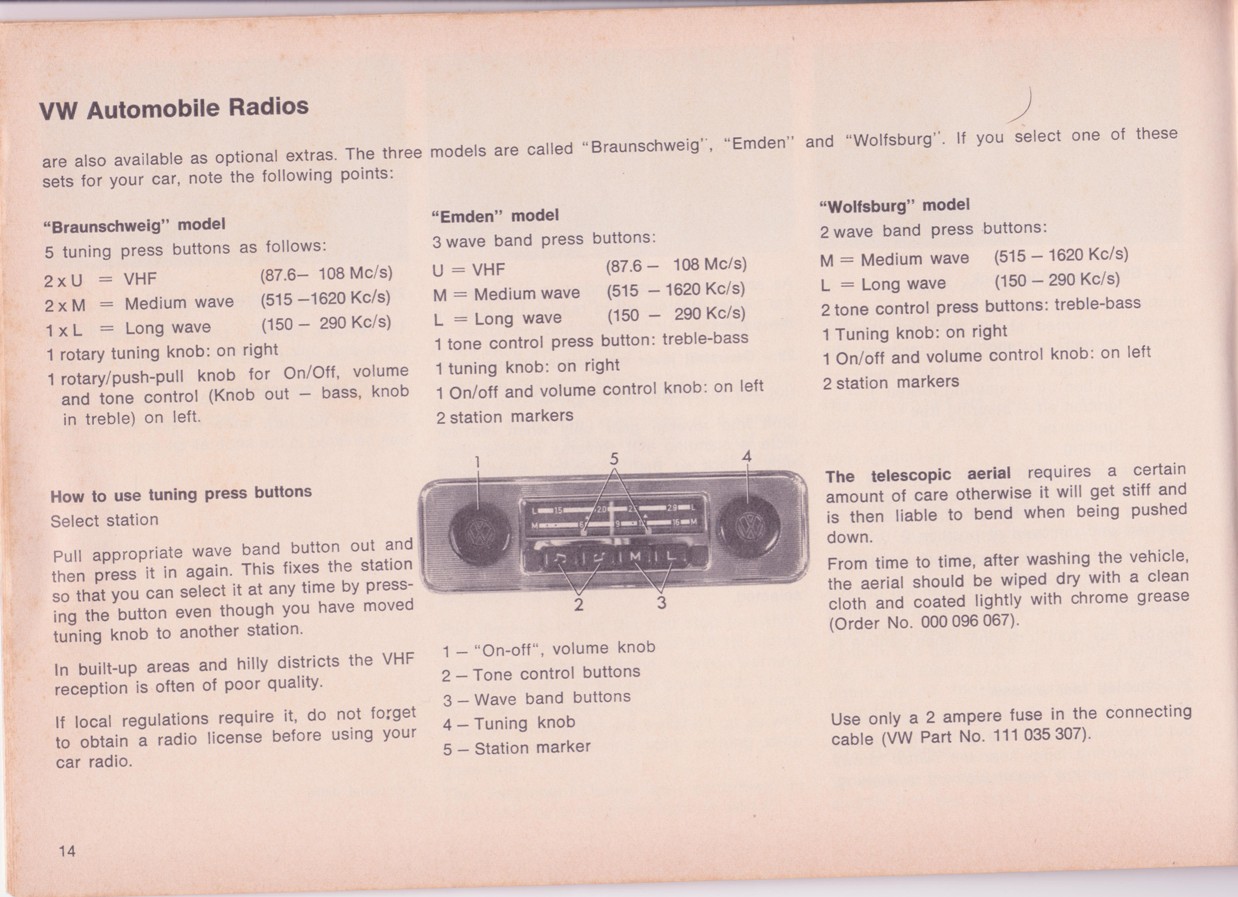 VW Automobile Radios
are also available as optional extras. The three models are called "Braunschweig", "Emden" and "Wolfsburg". If you select one of these
sets for your car, note the following points:
"Braunschweig" model
5 tuning press buttons as follows:
2 x U = VHF (87.6– 108 Mc/s)
2 x M = Medium wave (515 –1620 Kc/s)
1 x L = Long wave (150 – 290 Kc/s)
1 rotary tuning knob: on right
1 rotary/push-pull knob for On/Off, volume
and tone control (Knob out – bass, knob
in treble) on left.
"Emden" model
3 wave band press buttons:
U = VHF (87.6 – 108 Mc/s)
M = Medium wave (515 – 1620 Kc/s)
L = Long wave (150 – 290 Kc/s)
1 tone control press button: treble-bass
1 tuning knob: on right
1 On/off and volume control knob: on left
2 station markers
"Wolfsburg" model
2 wave band press buttons:
M = Medium wave (515 – 1620 Kc/s)
L = Long wave (150 – 290 Kc/s)
2 tone control press buttons: treble-bass
1 Tuning knob: on right
1 On/off and volume control knob: on left
2 station markers
How to use tuning press buttons
Select station
Pull appropriate wave band button out and
then press it in again. This fixes the station
so that you can select it at any time by press-
ing the button even though you have moved
tuning knob to another station.
In built-up areas and hilly districts the VHF
reception is often of poor quality.
If local regulations require it, do not forget
to obtain a radio license before using your
car radio.
1 5 4
L 15 20 28 L
M 6 9 16 M
M L
2 3
1 – "On-off", volume knob
2 – Tone control buttons
3 – Wave band buttons
4 – Tuning knob
5 – Station marker
The telescopic aerial requires a certain
amount of care otherwise it will get stiff and
is then liable to bend when being pushed
down.
From time to time, after washing the vehicle,
the aerial should be wiped dry with a clean
cloth and coated lightly with chrome grease
(Order No. 000 096 067).
Use only a 2 ampere fuse in the connecting
cable (VW Part No. 111 035 307).
14